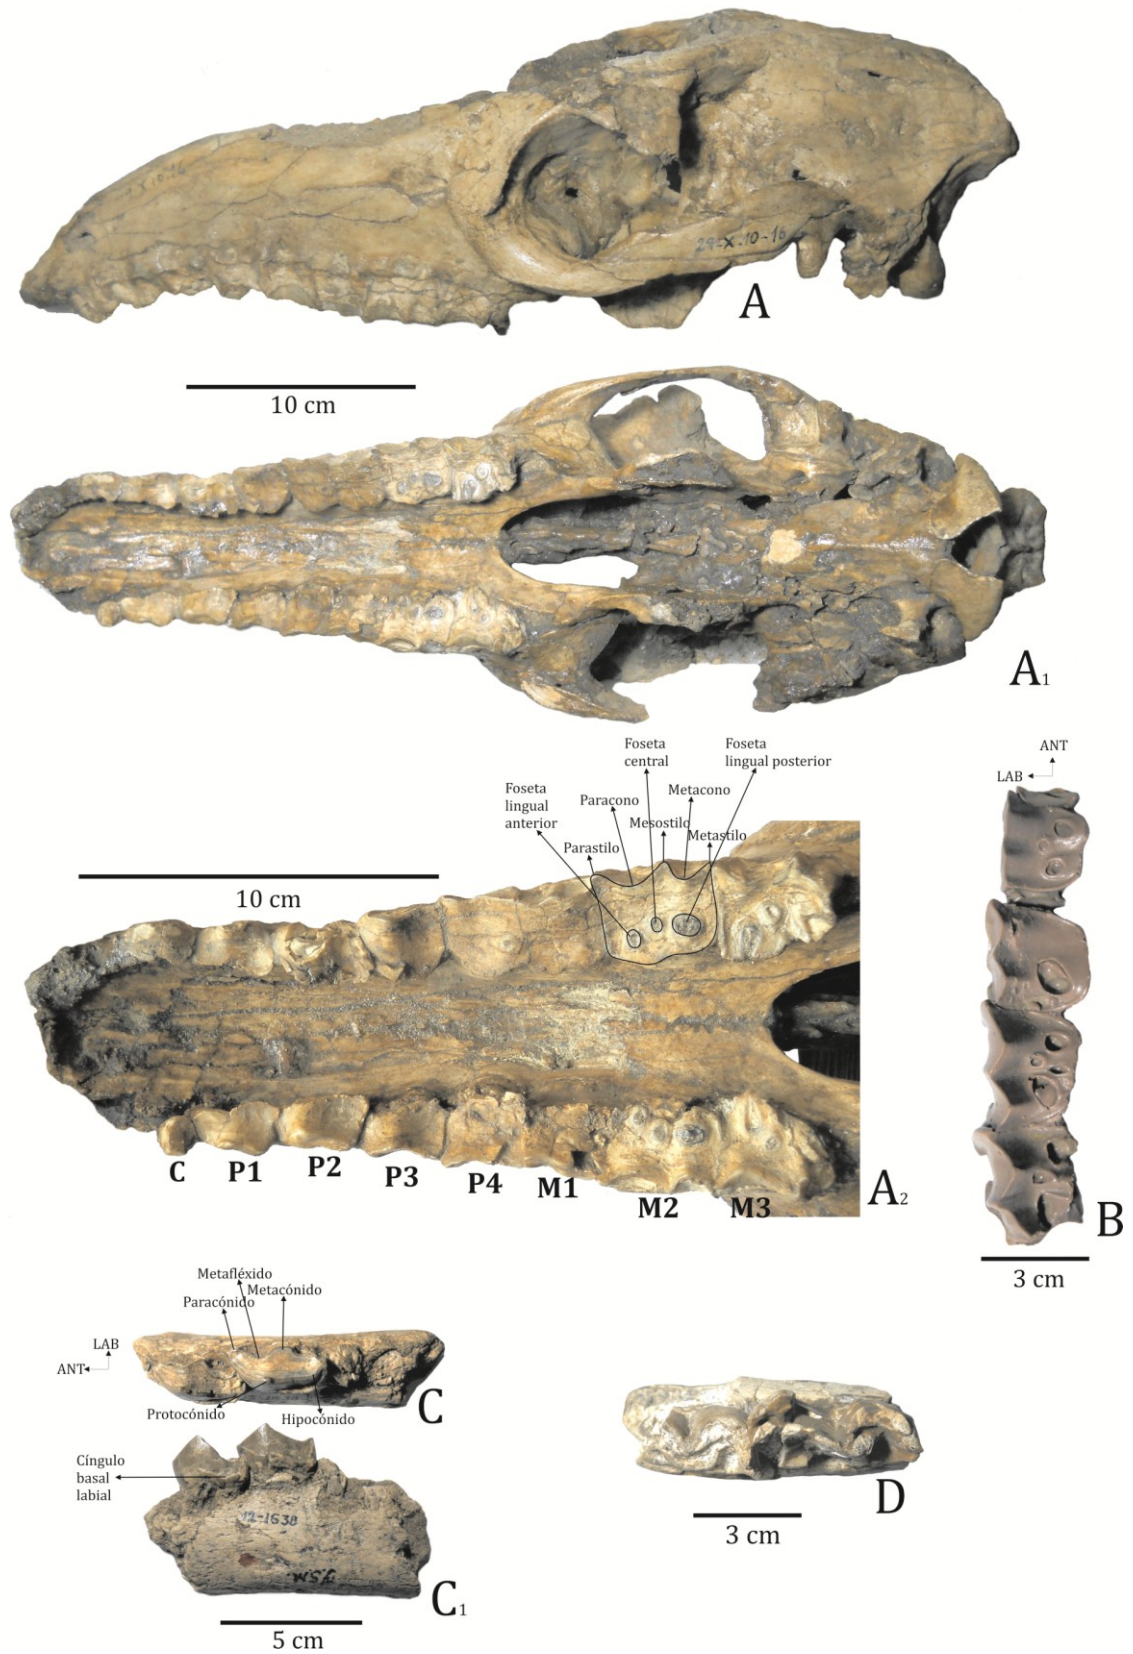 29-X-10-16
A
10 cm
A1
Foseta
central
Foseta
lingual posterior
Foseta
lingual
anterior
Paracono
Metacono
Mesostilo
Metastilo
Parastilo
10 cm
C
P1
P2
P3
P4
M1
M2
M3
A2
ANT
LAB
B
3 cm
Metafléxido
Metacónido
Paracónido
LAB
ANT
Protocónido
Hipocónido
C
Cíngulo
basal
labial
12-1638
C1
5 cm
D
3 cm